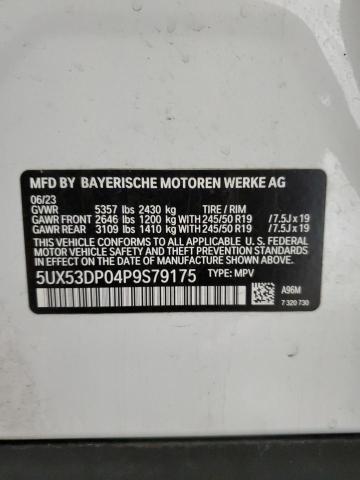 MFD BY BAYERISCHE MOTOREN WERKE AG
06/23
GVWR 5357 lbs 2430 kg TIRE / RIM
GAWR FRONT 2646 lbs 1200 kg WITH 245/50 R19 /7.5J x 19
GAWR REAR 3109 lbs 1410 kg WITH 245/50 R19 /7.5J x 19
THIS VEHICLE CONFORMS TO ALL APPLICABLE U. S. FEDERAL
MOTOR VEHICLE SAFETY AND THEFT PREVENTION STANDARDS IN
EFFECT ON THE DATE OF MANUFACTURE SHOWN ABOVE.
5UX53DP04P9S79175 TYPE: MPV
A96M
7 320 730